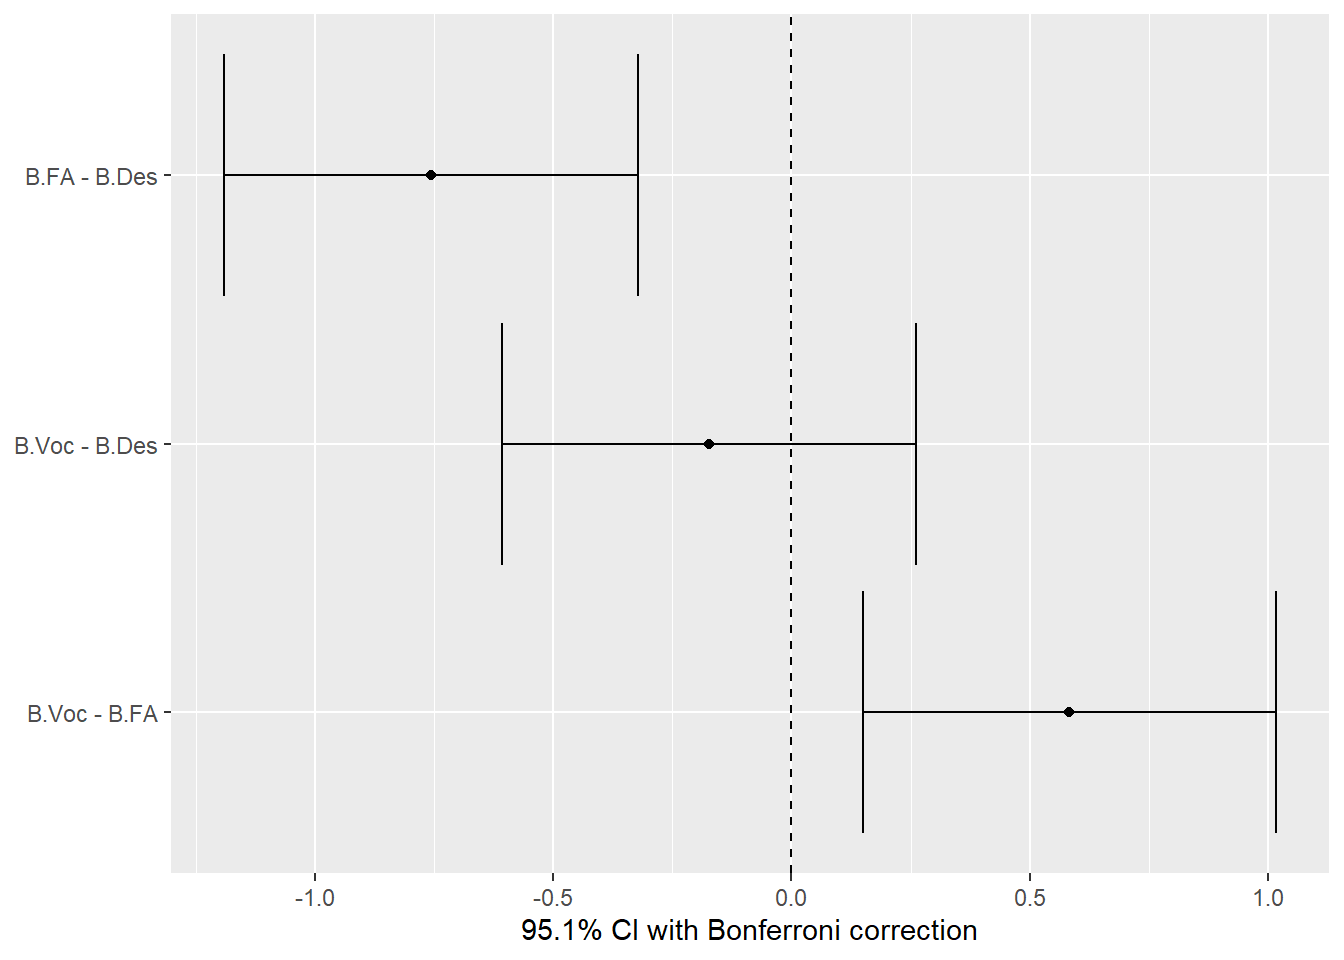 B.FA - B.Des
B.Voc - B.Des
B.Voc - B.FA
-1.0 -0.5 0.0 0.5 1.0
95.1% CI with Bonferroni correction